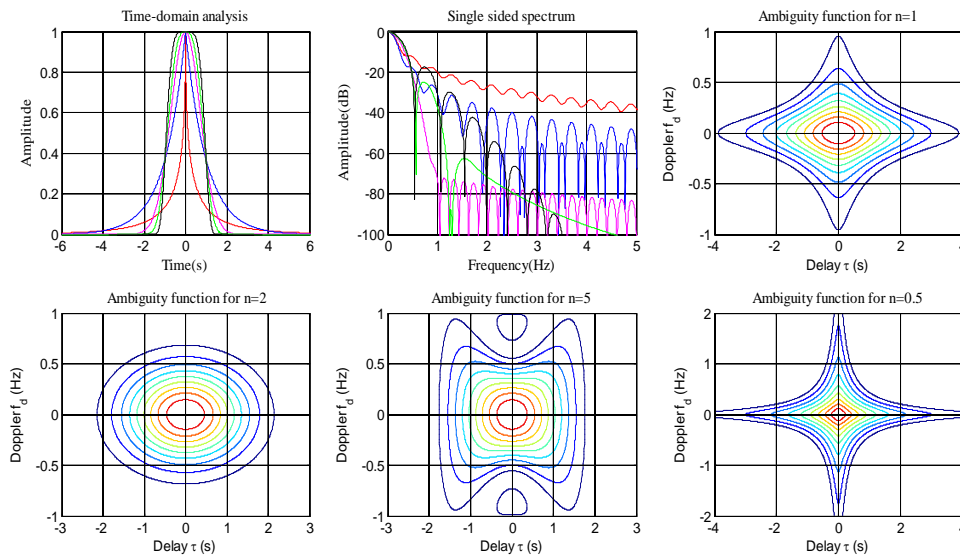 Time-domain analysis
Amplitude
1
0.8
0.6
0.4
0.2
0
-6 -4 -2 0 2 4 6
Time(s)
Single sided spectrum
Amplitude(dB)
0
-20
-40
-60
-80
-100
0 1 2 3 4 5
Frequency(Hz)
Ambiguity function for n=1
Doppler f_d (Hz)
1
0.5
0
-0.5
-1
-4 -2 0 2 4
Delay τ (s)
Ambiguity function for n=2
Doppler f_d (Hz)
1
0.5
0
-0.5
-1
-3 -2 -1 0 1 2 3
Delay τ (s)
Ambiguity function for n=5
Doppler f_d (Hz)
1
0.5
0
-0.5
-1
-3 -2 -1 0 1 2 3
Delay τ (s)
Ambiguity function for n=0.5
Doppler f_d (Hz)
2
1
0
-1
-2
-4 -2 0 2 4
Delay τ (s)